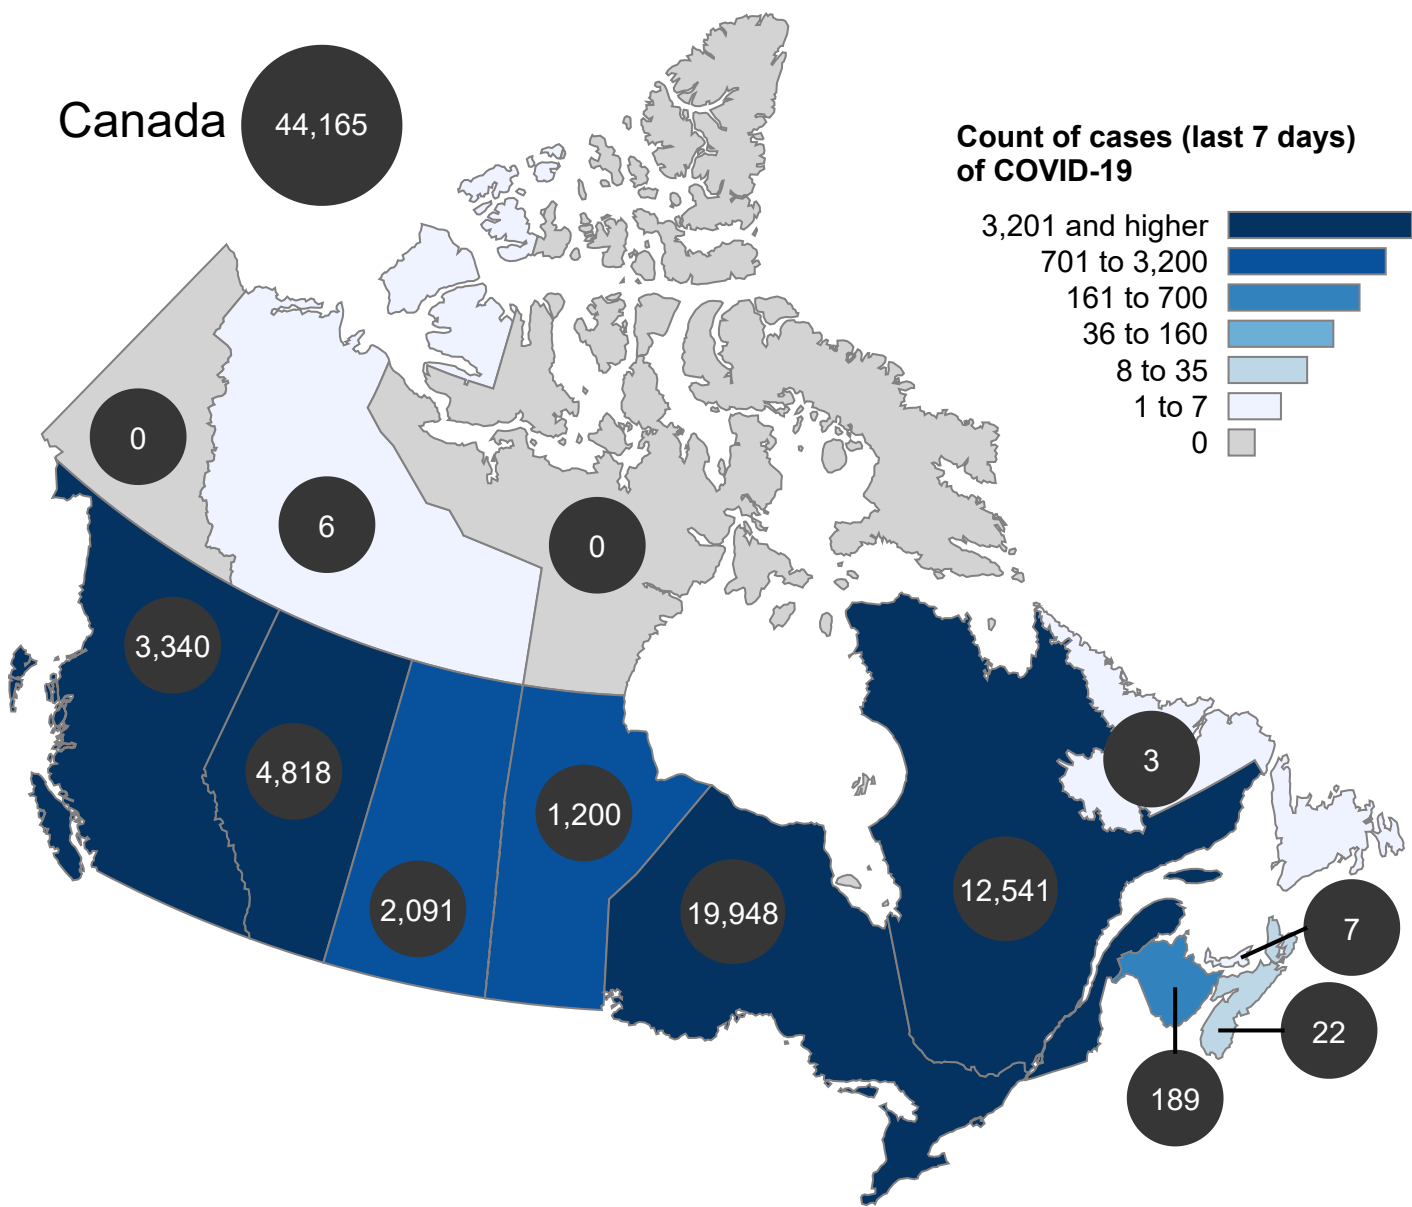 Canada
44,165
Count of cases (last 7 days)
of COVID-19
3,201 and higher
701 to 3,200
161 to 700
36 to 160
8 to 35
1 to 7
0
0
6
0
3,340
4,818
2,091
1,200
19,948
12,541
3
7
22
189